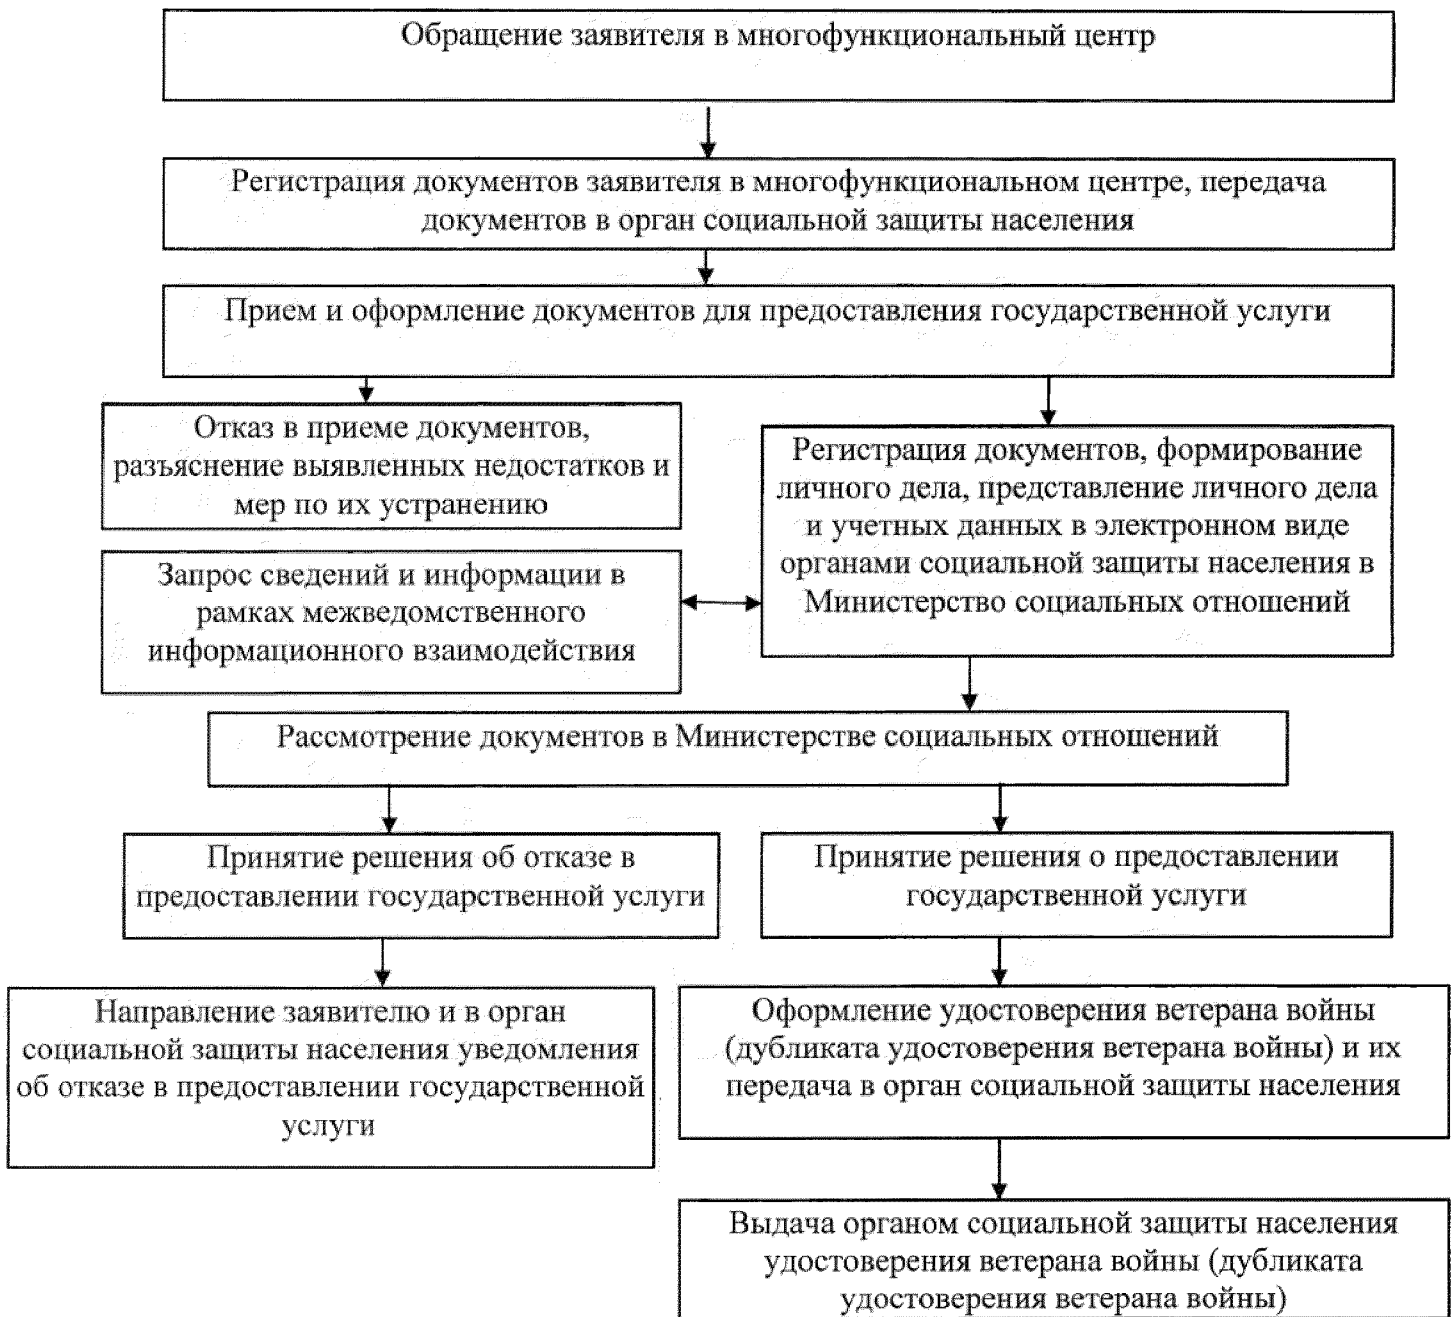 Обращение заявителя в многофункциональный центр
Регистрация документов заявителя в многофункциональном центре, передача
документов в орган социальной защиты населения
Прием и оформление документов для предоставления государственной услуги
Отказ в приеме документов,
разъяснение выявленных недостатков и
мер по их устранению
Регистрация документов, формирование
личного дела, представление личного дела
и учетных данных в электронном виде
органами социальной защиты населения в
Министерство социальных отношений
Запрос сведений и информации в
рамках межведомственного
информационного взаимодействия
Рассмотрение документов в Министерстве социальных отношений
Принятие решения об отказе в
предоставлении государственной услуги
Принятие решения о предоставлении
государственной услуги
Направление заявителю и в орган
социальной защиты населения уведомления
об отказе в предоставлении государственной
услуги
Оформление удостоверения ветерана войны
(дубликата удостоверения ветерана войны) и их
передача в орган социальной защиты населения
Выдача органом социальной защиты населения
удостоверения ветерана войны (дубликата
удостоверения ветерана войны)